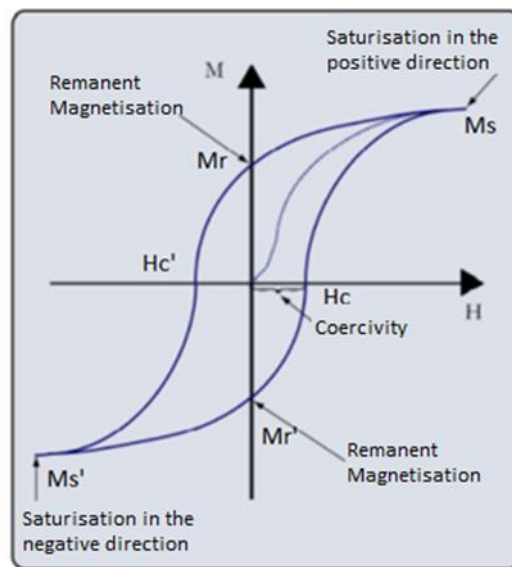 Saturisation in the
positive direction
Remanent
Magnetisation
M
Ms
Mr
Hc'
Hc
H
Coercivity
Mr'
Remanent
Magnetisation
Ms'
Saturisation in the
negative direction